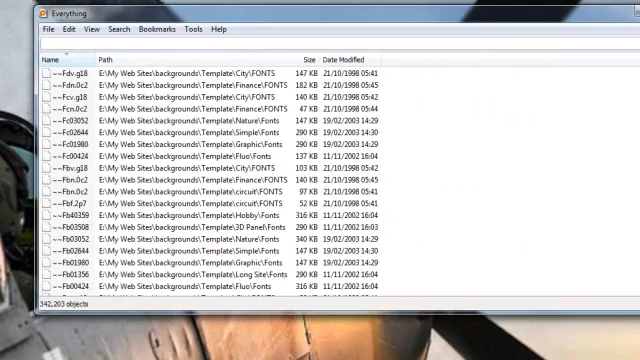 Everything
File Edit View Search Bookmarks Tools Help
Name Path Size Date Modified
~~Fdv.g18 E:\My Web Sites\backgrounds\Template\City\FONTS 147 KB 21/10/1998 05:41
~~Fdn.0c2 E:\My Web Sites\backgrounds\Template\Finance\FONTS 182 KB 21/10/1998 05:45
~~Fcv.g18 E:\My Web Sites\backgrounds\Template\City\FONTS 140 KB 21/10/1998 05:42
~~Fcn.0c2 E:\My Web Sites\backgrounds\Template\Finance\FONTS 47 KB 21/10/1998 05:44
~~Fc03052 E:\My Web Sites\backgrounds\Template\Nature\Fonts 147 KB 19/02/2003 14:29
~~Fc02644 E:\My Web Sites\backgrounds\Template\Simple\Fonts 290 KB 19/02/2003 14:30
~~Fc01980 E:\My Web Sites\backgrounds\Template\Graphic\Fonts 290 KB 19/02/2003 14:29
~~Fc00424 E:\My Web Sites\backgrounds\Template\Fluo\Fonts 137 KB 11/11/2002 16:04
~~Fbv.g18 E:\My Web Sites\backgrounds\Template\City\FONTS 103 KB 21/10/1998 05:42
~~Fbn.0c2 E:\My Web Sites\backgrounds\Template\Finance\FONTS 140 KB 21/10/1998 05:45
~~Fbn.0c2 E:\My Web Sites\backgrounds\Template\circuit\FONTS 97 KB 21/10/1998 05:41
~~Fbf.2p7 E:\My Web Sites\backgrounds\Template\circuit\FONTS 52 KB 21/10/1998 05:41
~~Fb40359 E:\My Web Sites\backgrounds\Template\Hobby\Fonts 316 KB 11/11/2002 16:04
~~Fb03508 E:\My Web Sites\backgrounds\Template\3D Panel\Fonts 290 KB 11/11/2002 16:03
~~Fb03052 E:\My Web Sites\backgrounds\Template\Nature\Fonts 340 KB 19/02/2003 14:29
~~Fb02644 E:\My Web Sites\backgrounds\Template\Simple\Fonts 147 KB 19/02/2003 14:30
~~Fb01980 E:\My Web Sites\backgrounds\Template\Graphic\Fonts 147 KB 19/02/2003 14:29
~~Fb01356 E:\My Web Sites\backgrounds\Template\Long Site\Fonts 290 KB 11/11/2002 16:04
~~Fb00424 E:\My Web Sites\backgrounds\Template\Fluo\Fonts 316 KB 11/11/2002 16:04
342,203 objects